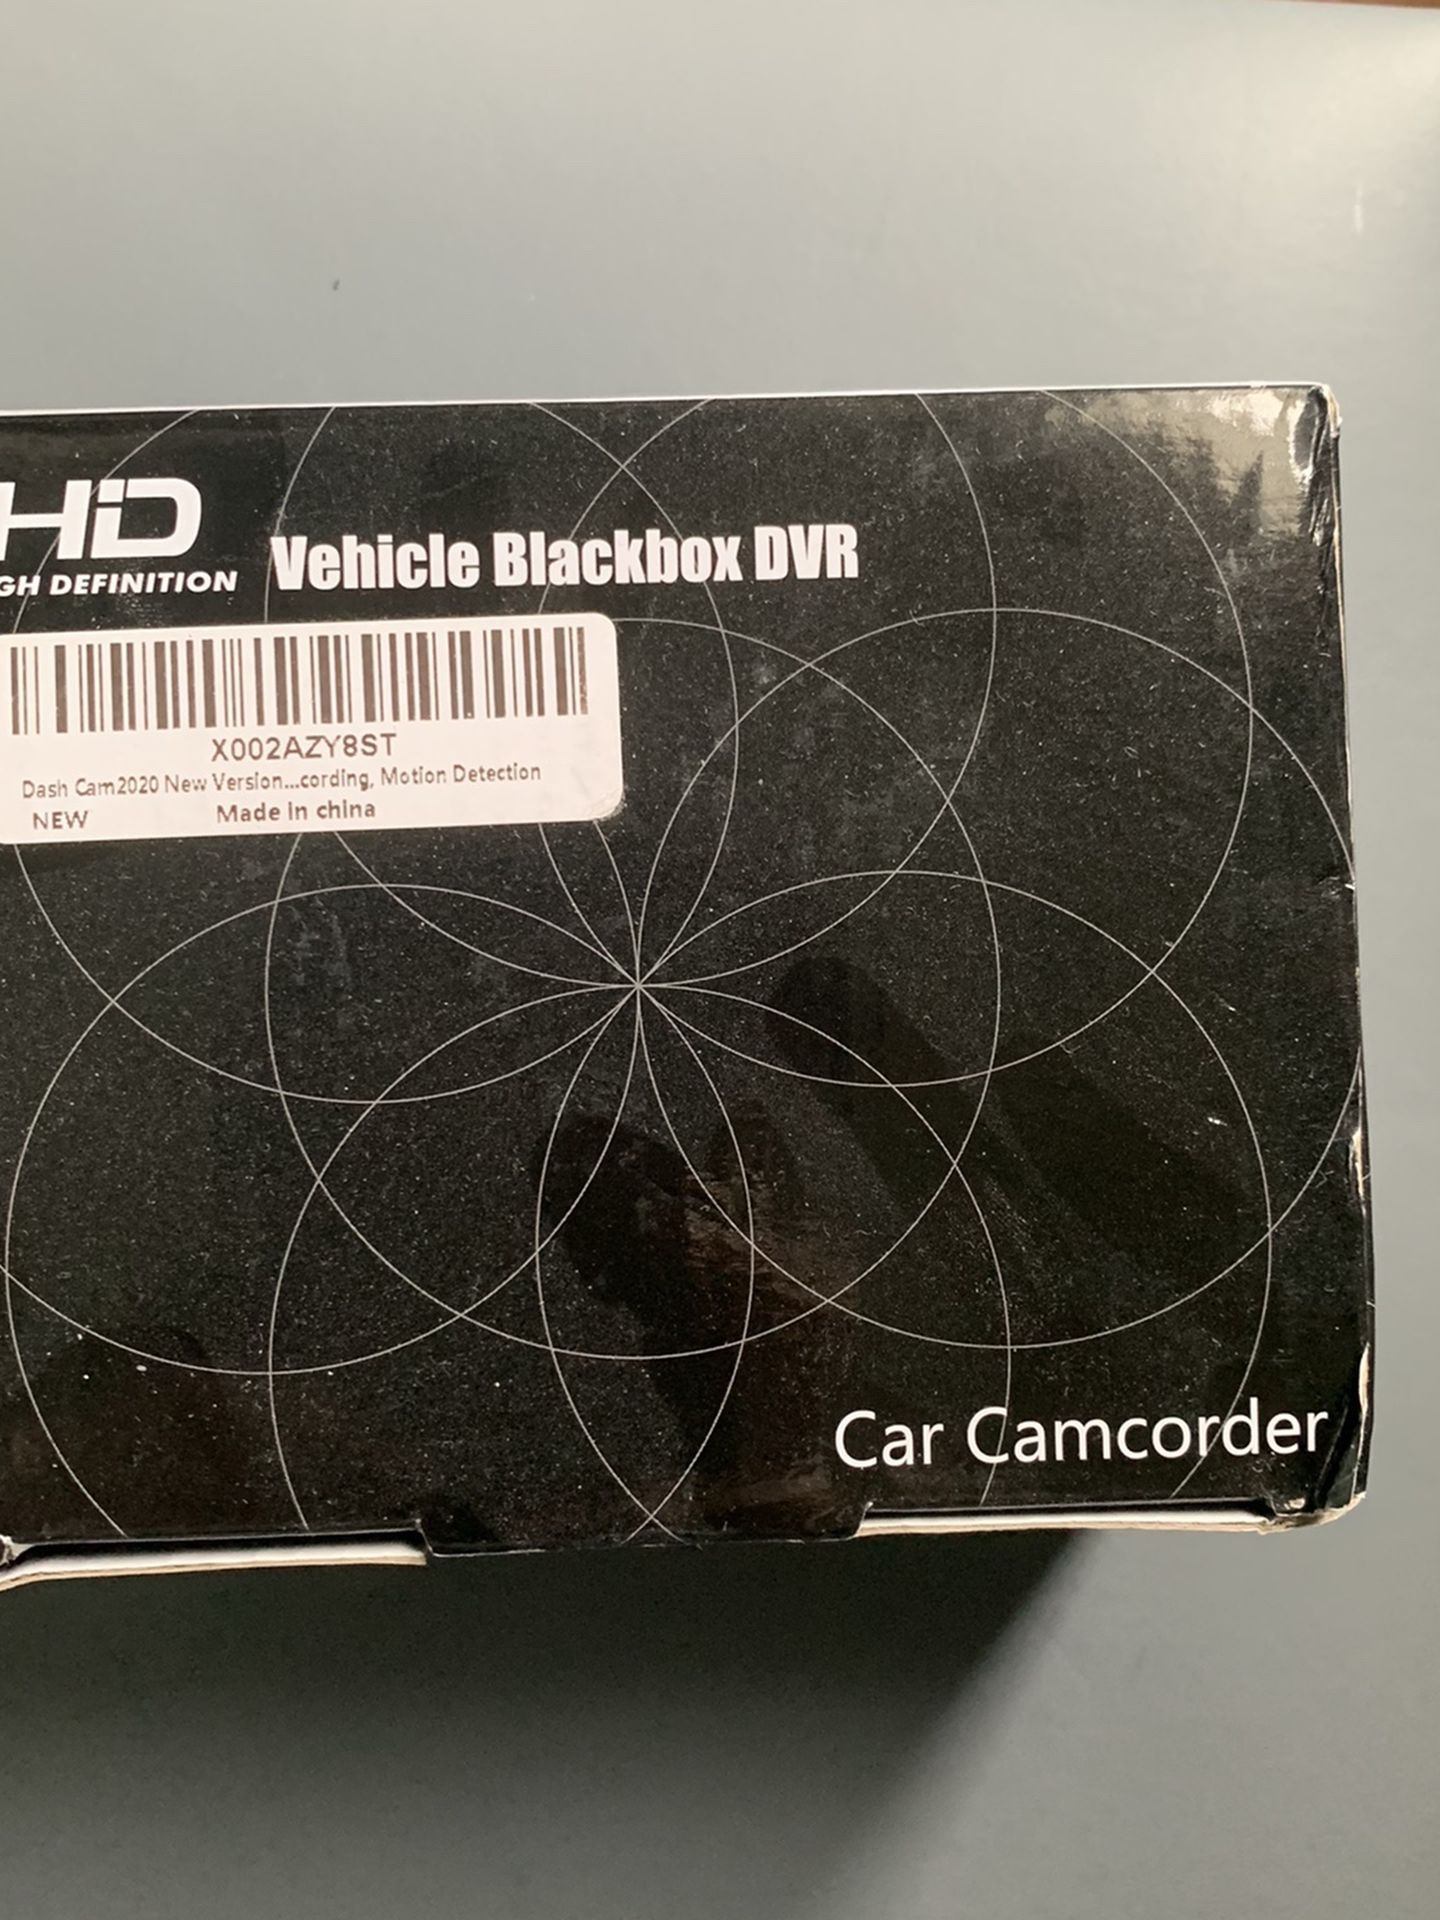 HD
GH DEFINITION
Vehicle Blackbox DVR
X002AZY8ST
Dash Cam2020 New Version...cording, Motion Detection
NEW Made in china
Car Camcorder